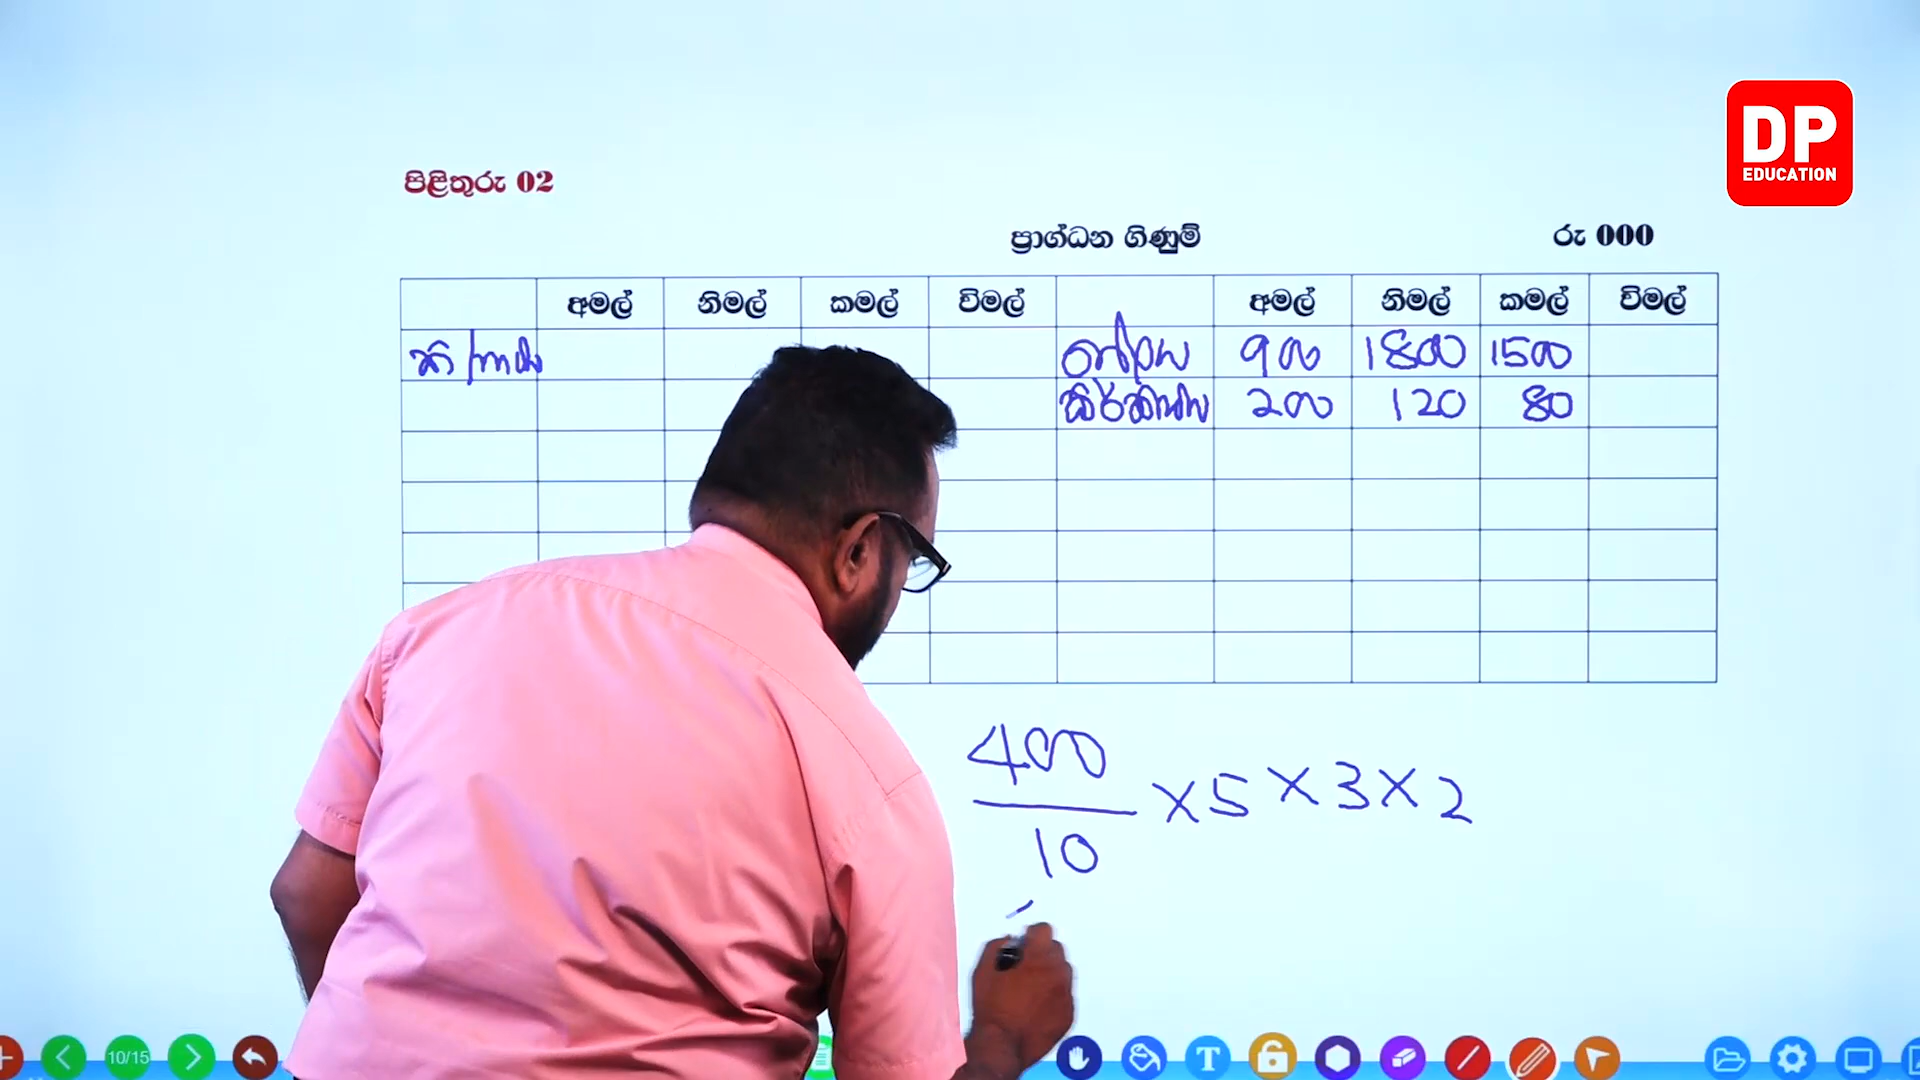 DP
EDUCATION
පිළිතුරු 02
ප්‍රාග්ධන ගිණුම් රු 000
අමල් නිමල් කමල් විමල් අමල් නිමල් කමල් විමල්
900 1800 1500
කීර්තිනාම 200 120 80
400
10
×5×3×2
10/15
T